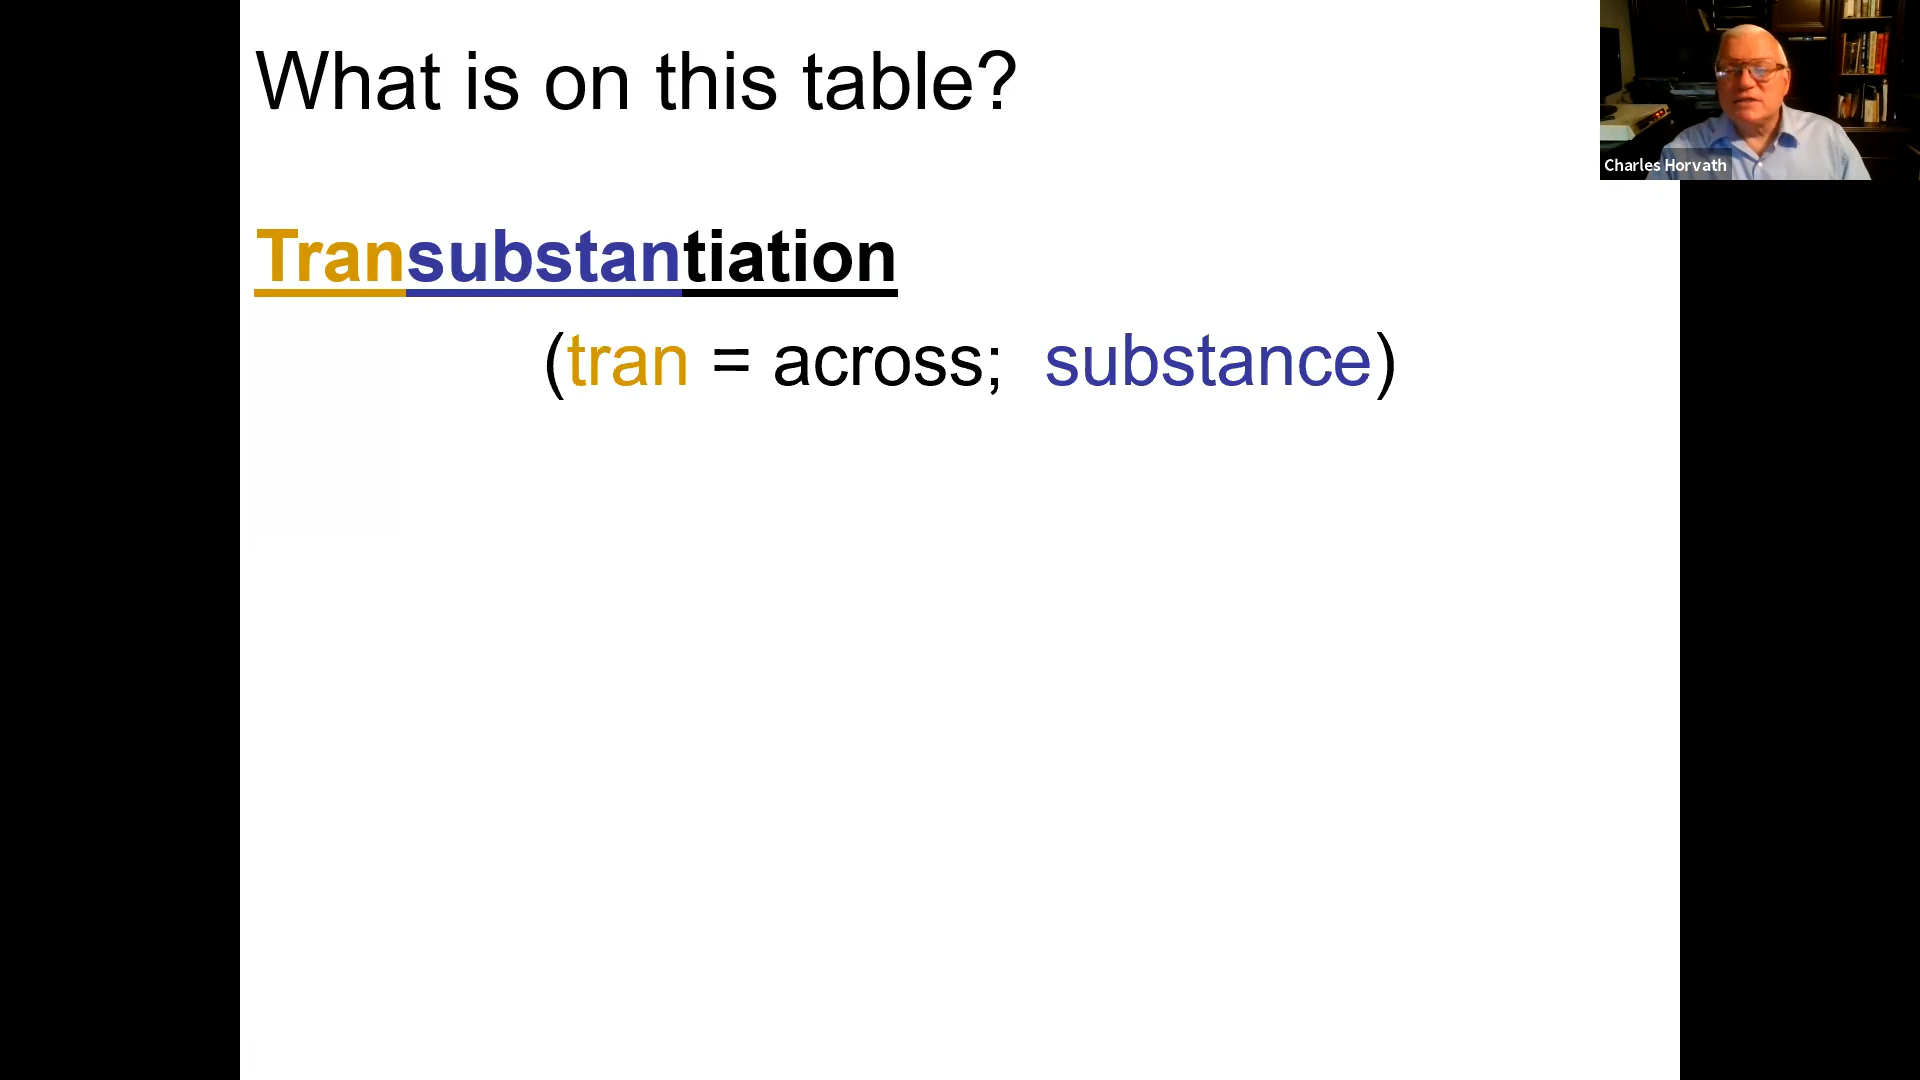 What is on this table?
Charles Horvath
Transubstantiation
(tran = across; substance)